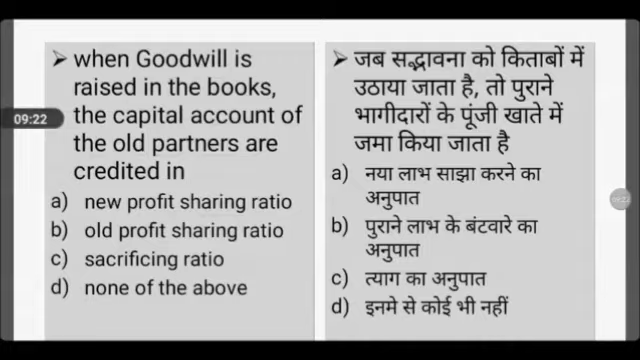 ➢ when Goodwill is
raised in the books,
the capital account of
the old partners are
credited in
a) new profit sharing ratio
b) old profit sharing ratio
c) sacrificing ratio
d) none of the above
➢ जब सद्भावना को किताबों में
उठाया जाता है, तो पुराने
भागीदारों के पूंजी खाते में
जमा किया जाता है
a) नया लाभ साझा करने का
अनुपात
b) पुराने लाभ के बंटवारे का
अनुपात
c) त्याग का अनुपात
d) इनमे से कोई भी नहीं
09:22
09:22